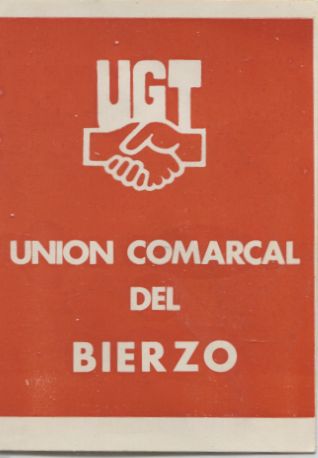 UGT
UNION COMARCAL
DEL
BIERZO